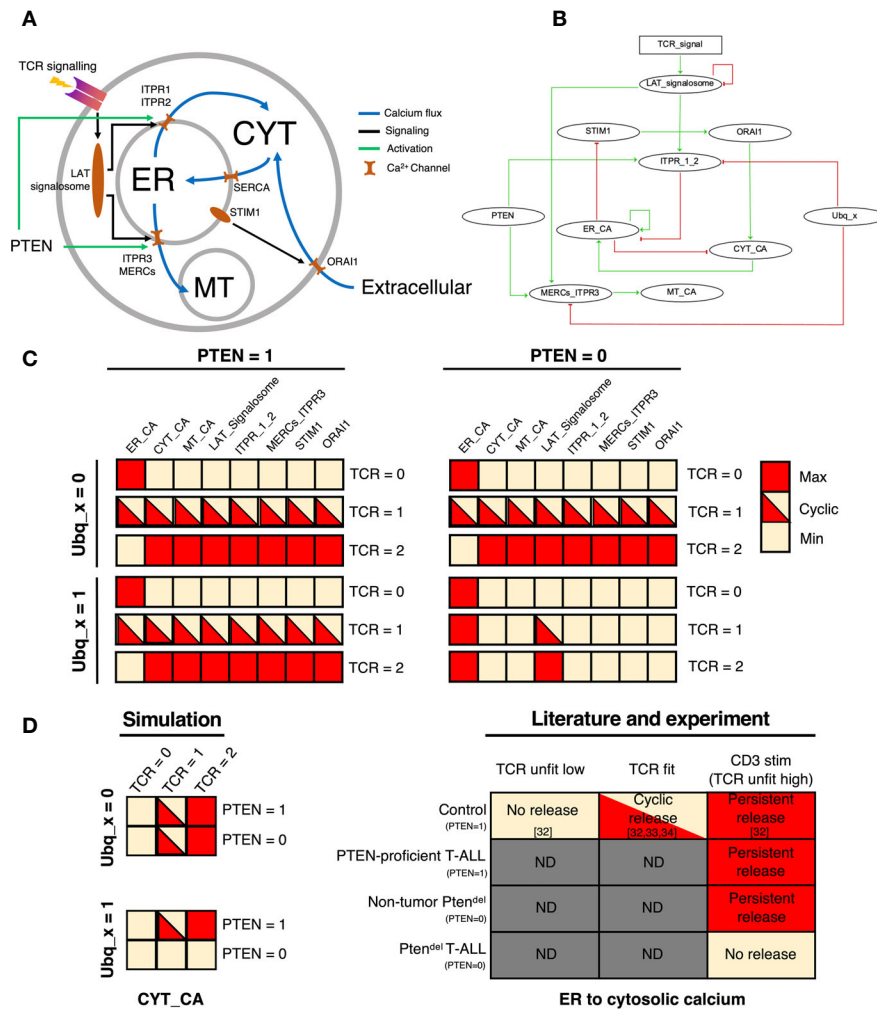 A
TCR signalling
ITPR1
ITPR2
CYT
ER
SERCA
LAT
signalosome
STIM1
PTEN
ITPR3
MERCs
ORAI1
MT
Extracellular
Calcium flux
Signaling
Activation
Ca²⁺ Channel
B
TCR_signal
LAT_signalosome
STIM1
ORAI1
ITPR_1_2
PTEN
Ubq_x
ER_CA
CYT_CA
MERCs_ITPR3
MT_CA
C
PTEN = 1
ER_CA
CYT_CA
MT_CA
LAT_Signalosome
ITPR_1_2
MERCs_ITPR3
STIM1
ORAI1
PTEN = 0
ER_CA
CYT_CA
MT_CA
LAT_Signalosome
ITPR_1_2
MERCs_ITPR3
STIM1
ORAI1
Ubq_x = 0
TCR = 0
TCR = 1
TCR = 2
TCR = 0
TCR = 1
TCR = 2
Ubq_x = 1
TCR = 0
TCR = 1
TCR = 2
TCR = 0
TCR = 1
TCR = 2
Max
Cyclic
Min
D
Simulation
TCR = 0
TCR = 1
TCR = 2
Ubq_x = 0
PTEN = 1
PTEN = 0
Ubq_x = 1
PTEN = 1
PTEN = 0
CYT_CA
Literature and experiment
TCR unfit low
TCR fit
CD3 stim
(TCR unfit high)
Control
(PTEN=1)
No release
[32]
Cyclic
release
[32,33,34]
Persistent
release
[32]
PTEN-proficient T-ALL
(PTEN=1)
ND
ND
Persistent
release
Non-tumor Ptenᵈᵉˡ
(PTEN=0)
ND
ND
Persistent
release
Ptenᵈᵉˡ T-ALL
(PTEN=0)
ND
ND
No release
ER to cytosolic calcium